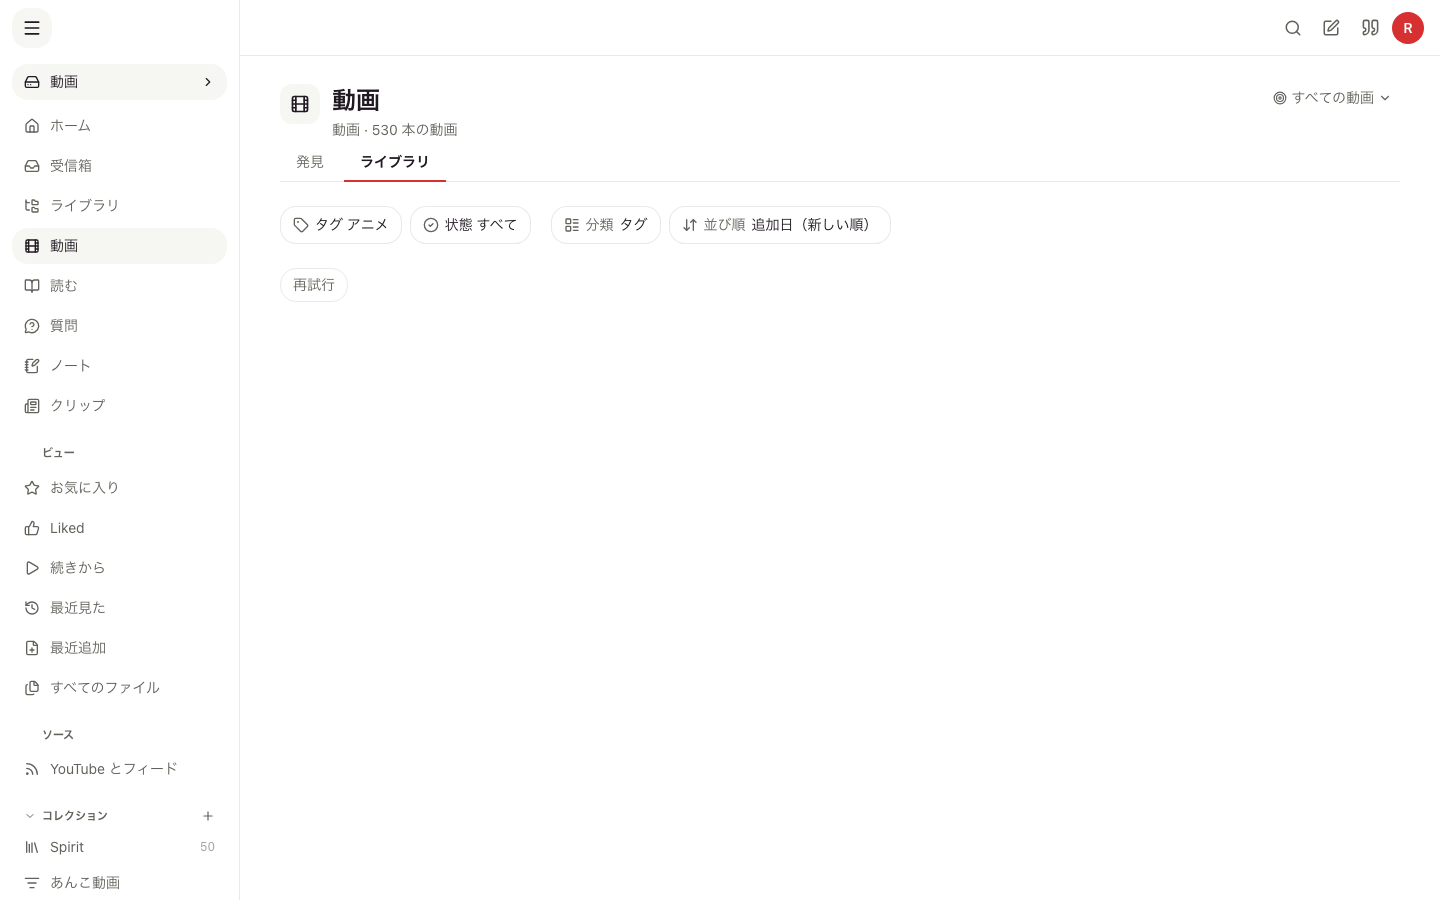 R
動画
ホーム
受信箱
ライブラリ
動画
読む
質問
ノート
クリップ
ビュー
お気に入り
Liked
続きから
最近見た
最近追加
すべてのファイル
ソース
YouTube とフィード
コレクション
Spirit 50
あんこ動画
動画
動画 · 530 本の動画
すべての動画
発見 ライブラリ
タグ アニメ 状態 すべて 分類 タグ 並び順 追加日（新しい順）
再試行